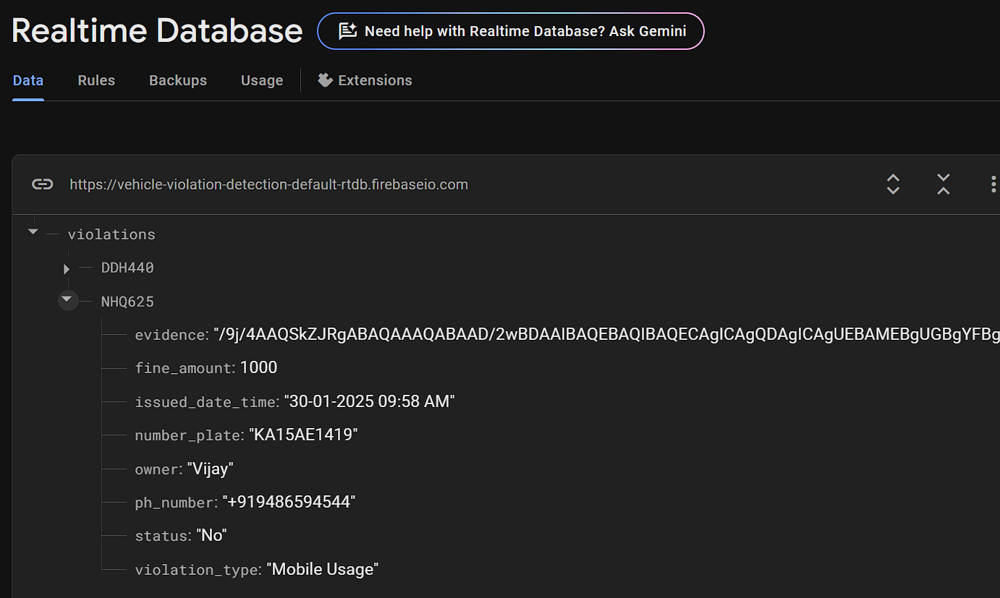 Realtime Database
Need help with Realtime Database? Ask Gemini
Data Rules Backups Usage Extensions
https://vehicle-violation-detection-default-rtdb.firebaseio.com
violations
DDH440
NHQ625
evidence: "/9j/4AAQSkZJRgABAQAAAQABAAD/2wBDAAIBAQEBAQIBAQECAgICAgQDAgICAgUEBAMEBgUGBgYFBg
fine_amount: 1000
issued_date_time: "30-01-2025 09:58 AM"
number_plate: "KA15AE1419"
owner: "Vijay"
ph_number: "+919486594544"
status: "No"
violation_type: "Mobile Usage"